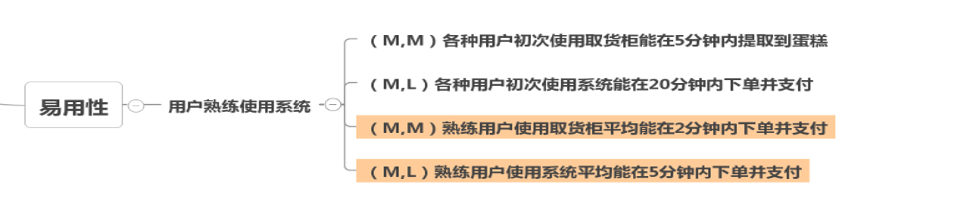 （M,M）各种用户初次使用取货柜能在5分钟内提取到蛋糕
（M,L）各种用户初次使用系统能在20分钟内下单并支付
易用性
用户熟练使用系统
（M,M）熟练用户使用取货柜平均能在2分钟内下单并支付
（M,L）熟练用户使用系统平均能在5分钟内下单并支付